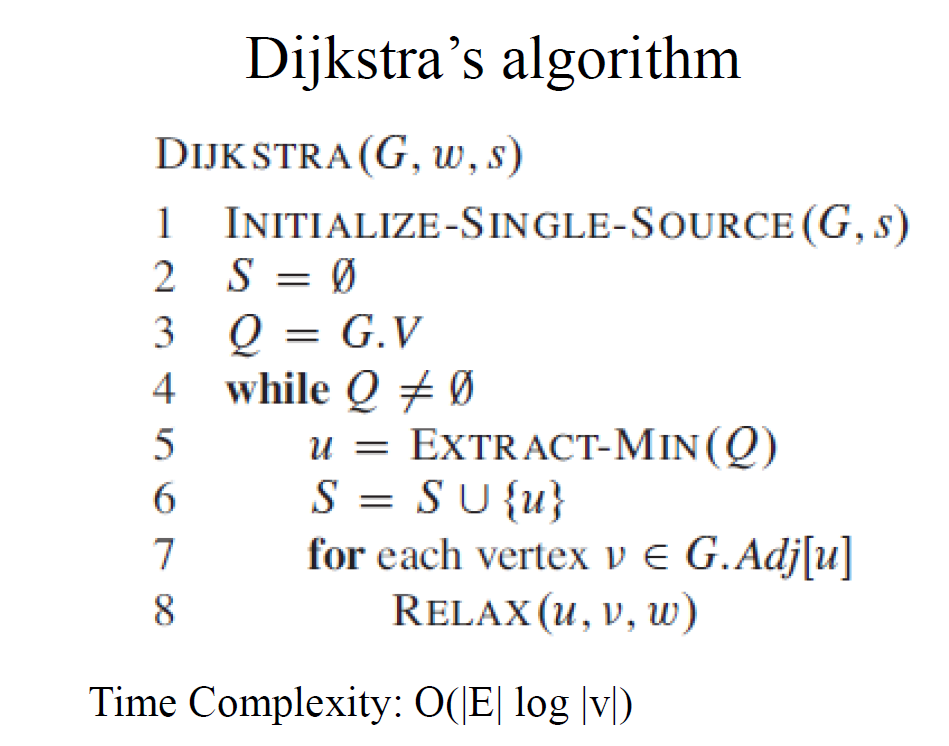 Dijkstra’s algorithm
DIJKSTRA(G, w, s)
1 INITIALIZE-SINGLE-SOURCE(G, s)
2 S = ∅
3 Q = G.V
4 while Q ≠ ∅
5 u = EXTRACT-MIN(Q)
6 S = S ∪ {u}
7 for each vertex v ∈ G.Adj[u]
8 RELAX(u, v, w)
Time Complexity: O(|E| log |v|)